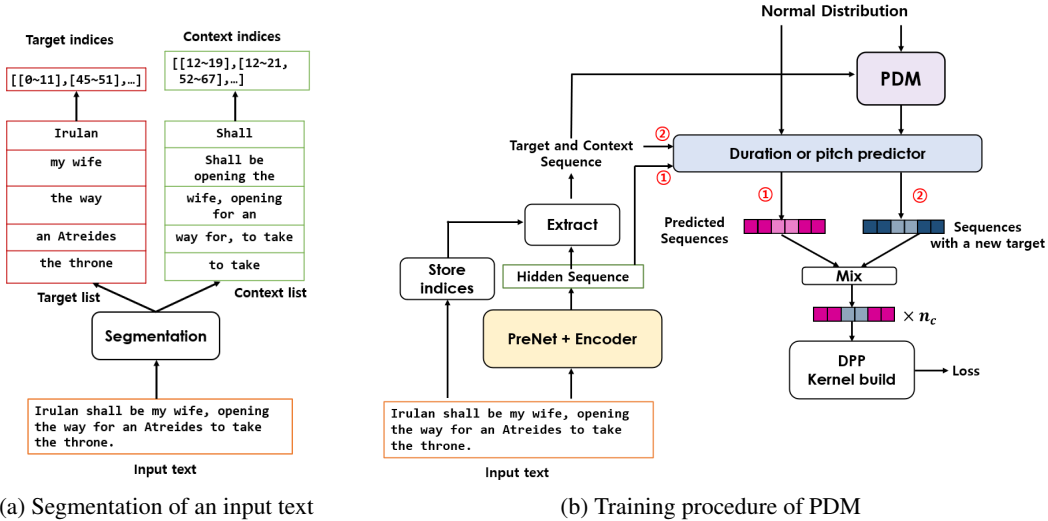 Target indices
Context indices
[[0~11],[45~51],…]
[[12~19],[12~21,
52~67],…]
Irulan
my wife
the way
an Atreides
the throne
Shall
Shall be
opening the
wife, opening
for an
way for, to take
to take
Target list
Context list
Segmentation
Irulan shall be my wife, opening
the way for an Atreides to take
the throne.
Input text
(a) Segmentation of an input text
Normal Distribution
PDM
②
Target and Context
Sequence
①
Duration or pitch predictor
①
②
Predicted
Sequences
Sequences
with a new target
Extract
Store
indices
Hidden Sequence
Mix
× n_c
PreNet + Encoder
DPP
Kernel build
Loss
Irulan shall be my wife, opening
the way for an Atreides to take
the throne.
Input text
(b) Training procedure of PDM